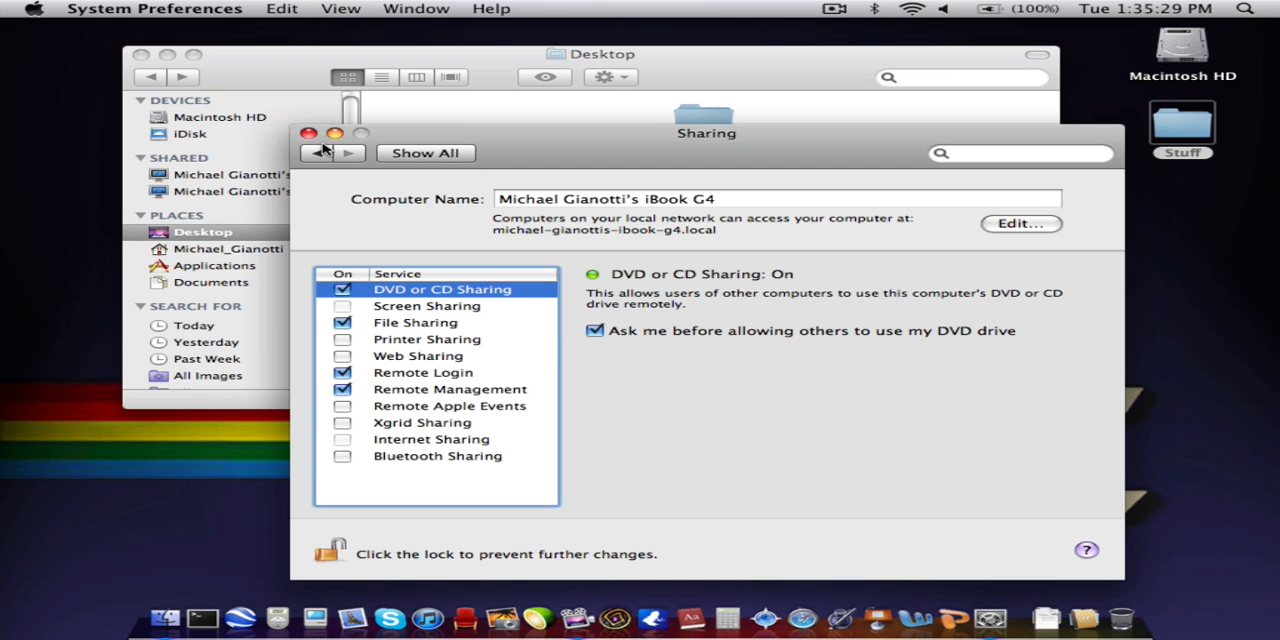 System Preferences Edit View Window Help (100%) Tue 1:35:29 PM
Desktop
Macintosh HD
Stuff
DEVICES
Macintosh HD
iDisk
SHARED
Michael Gianotti's
Michael Gianotti's
PLACES
Desktop
Michael_Gianotti
Applications
Documents
SEARCH FOR
Today
Yesterday
Past Week
All Images
Sharing
Show All
Computer Name: Michael Gianotti's iBook G4
Computers on your local network can access your computer at:
michael-gianottis-ibook-g4.local
Edit...
On Service
DVD or CD Sharing
Screen Sharing
File Sharing
Printer Sharing
Web Sharing
Remote Login
Remote Management
Remote Apple Events
Xgrid Sharing
Internet Sharing
Bluetooth Sharing
DVD or CD Sharing: On
This allows users of other computers to use this computer's DVD or CD
drive remotely.
Ask me before allowing others to use my DVD drive
Click the lock to prevent further changes.
?
Aa